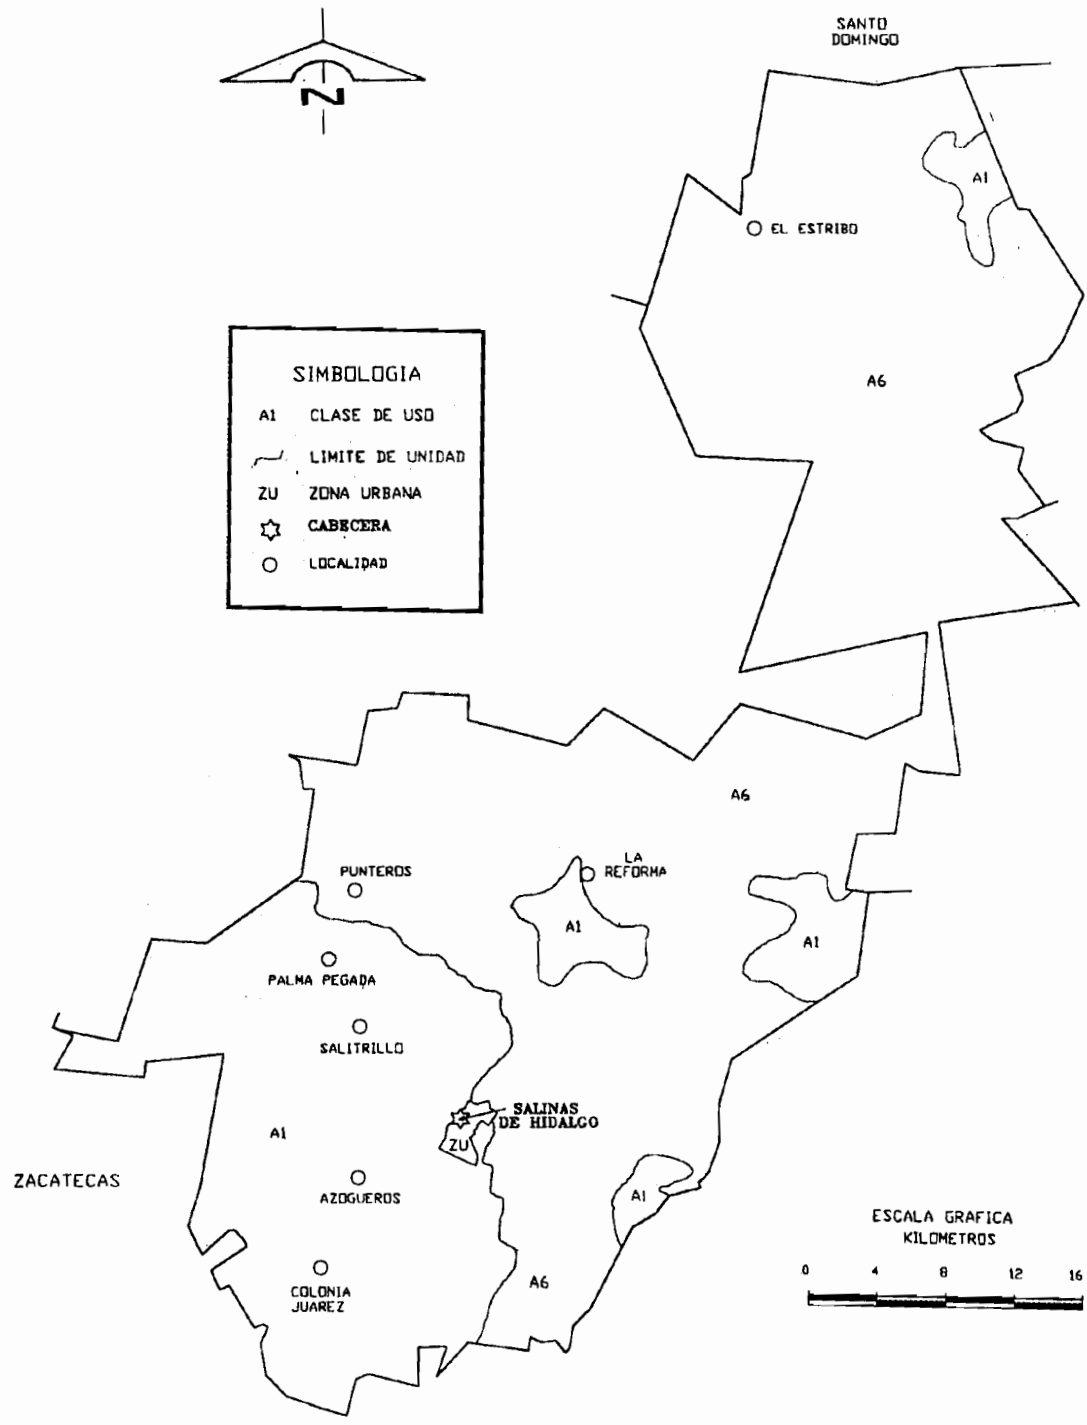 SANTO
DOMINGO
N
A1
EL ESTRIBO
A6
SIMBOLOGIA
A1 CLASE DE USO
LIMITE DE UNIDAD
ZU ZONA URBANA
CABECERA
LOCALIDAD
A6
PUNTEROS
LA
REFORMA
A1
A1
PALMA PEGADA
SALITRILLO
SALINAS
DE HIDALGO
A1
ZU
ZACATECAS
AZOGUEROS
A1
ESCALA GRAFICA
KILOMETROS
0 4 8 12 16
A6
COLONIA
JUAREZ